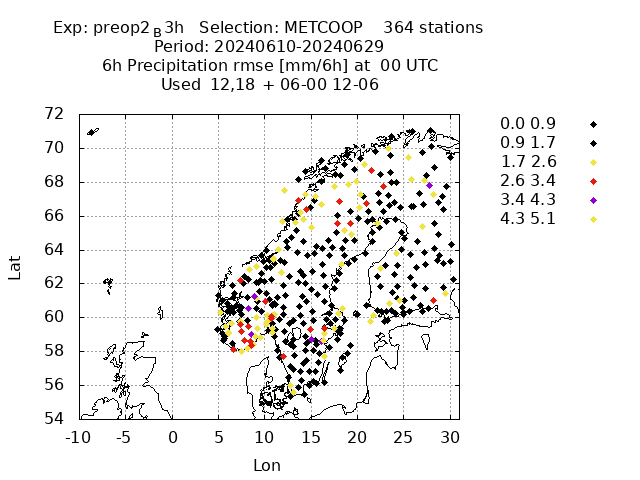 Exp: preop2_B3h   Selection: METCOOP    364 stations
Period: 20240610-20240629
6h Precipitation rmse [mm/6h] at  00 UTC
Used  12,18 + 06-00 12-06
72
70
68
66
64
62
60
58
56
54
Lat
-10 -5 0 5 10 15 20 25 30
Lon
0.0 0.9
0.9 1.7
1.7 2.6
2.6 3.4
3.4 4.3
4.3 5.1